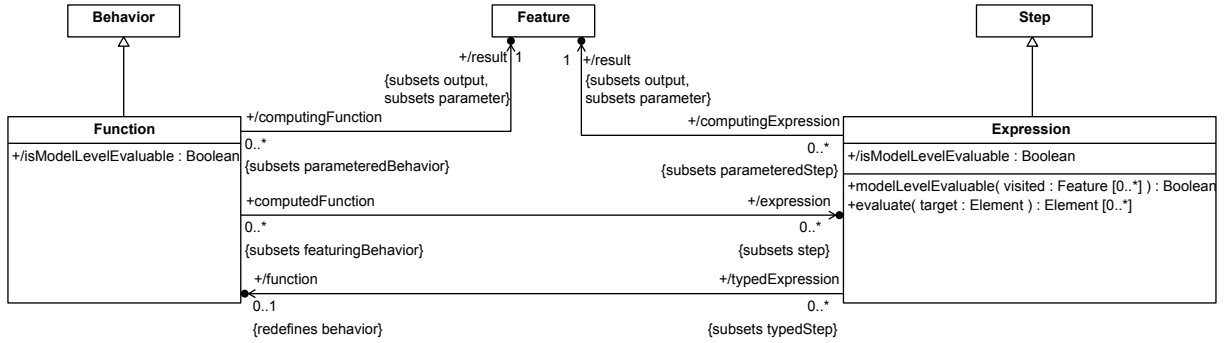 Behavior
Feature
Step
+/result 1
1 +/result
{subsets output,
subsets parameter}
{subsets output,
subsets parameter}
Function
+/isModelLevelEvaluable : Boolean
+/computingFunction
0..*
{subsets parameteredBehavior}
+/computingExpression
0..*
{subsets parameteredStep}
Expression
+/isModelLevelEvaluable : Boolean
+modelLevelEvaluable( visited : Feature [0..*] ) : Boolean
+evaluate( target : Element ) : Element [0..*]
+computedFunction
0..*
{subsets featuringBehavior}
+/expression
0..*
{subsets step}
+/function
0..1
{redefines behavior}
+/typedExpression
0..*
{subsets typedStep}